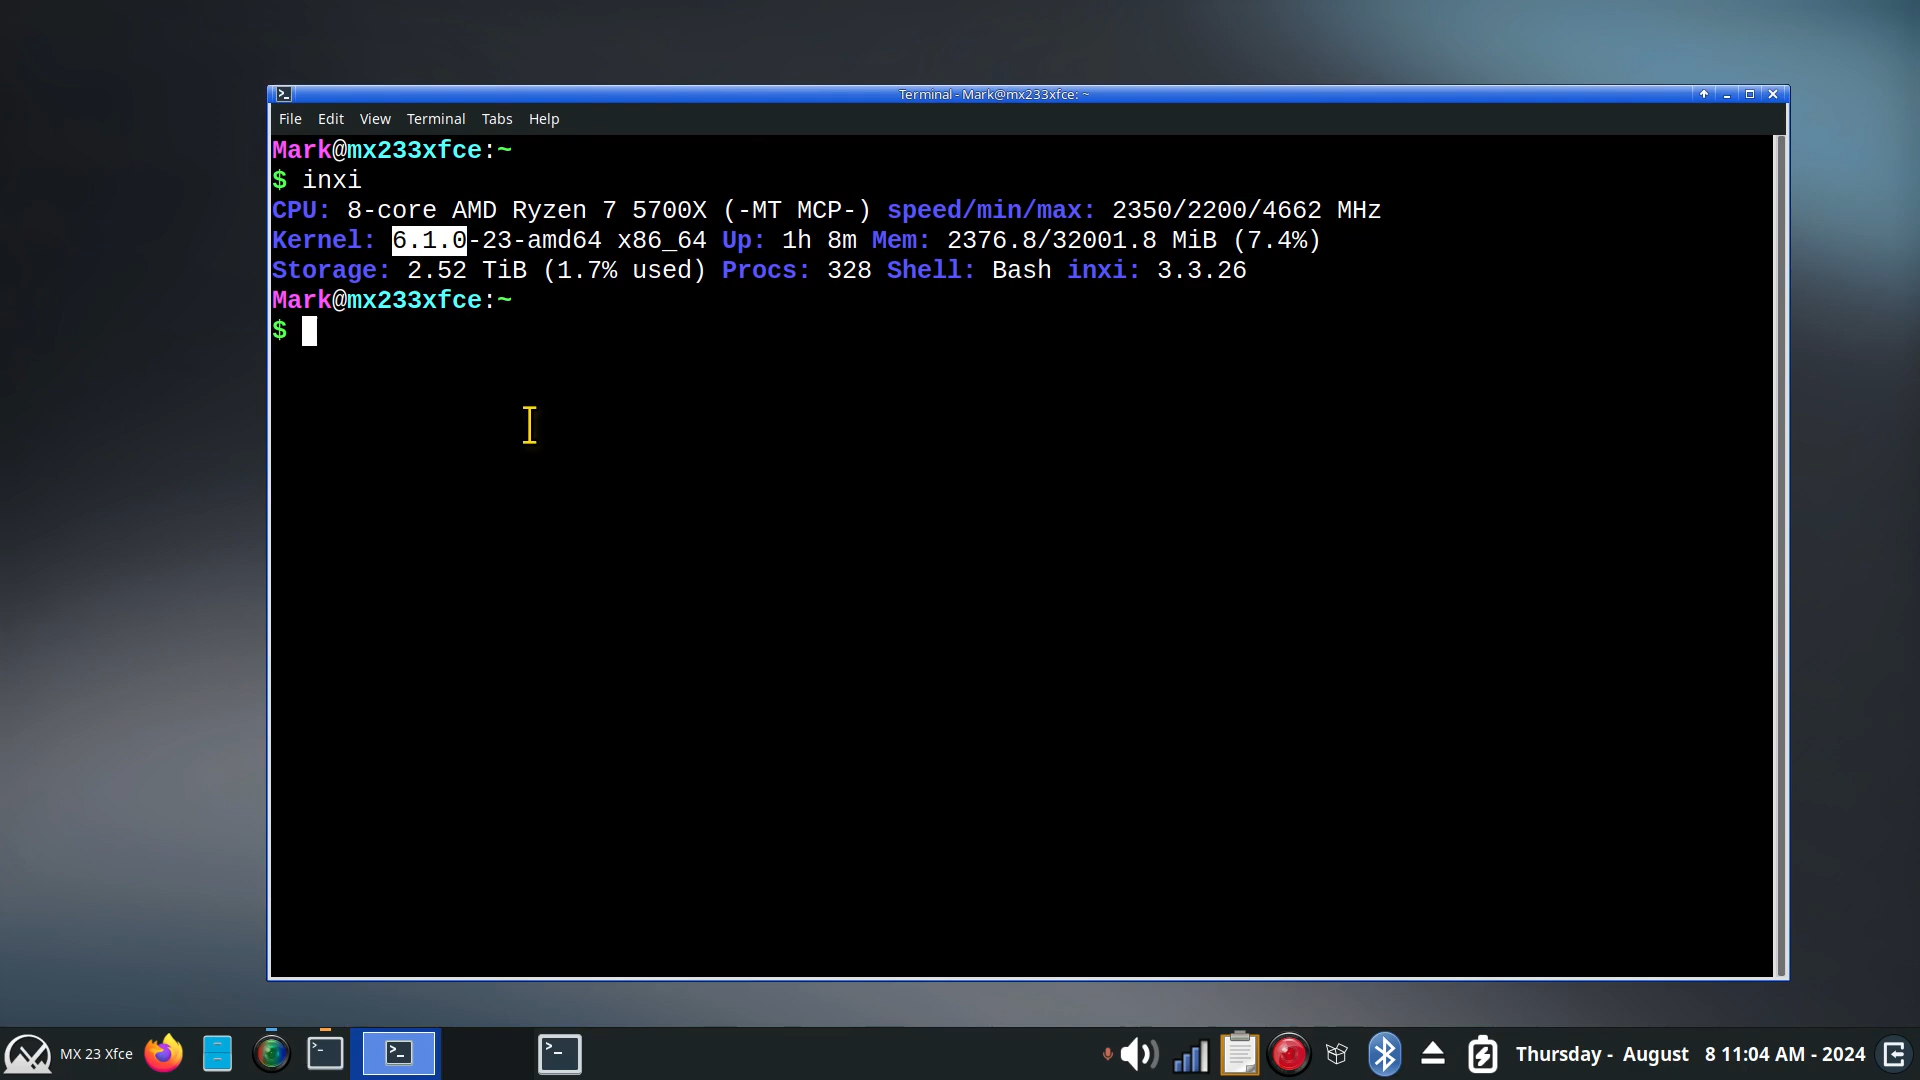 Terminal - Mark@mx233xfce: ~
File Edit View Terminal Tabs Help
Mark@mx233xfce:~
$ inxi
CPU: 8-core AMD Ryzen 7 5700X (-MT MCP-) speed/min/max: 2350/2200/4662 MHz
Kernel: 6.1.0-23-amd64 x86_64 Up: 1h 8m Mem: 2376.8/32001.8 MiB (7.4%)
Storage: 2.52 TiB (1.7% used) Procs: 328 Shell: Bash inxi: 3.3.26
Mark@mx233xfce:~
$
MX 23 Xfce Thursday - August 8 11:04 AM - 2024